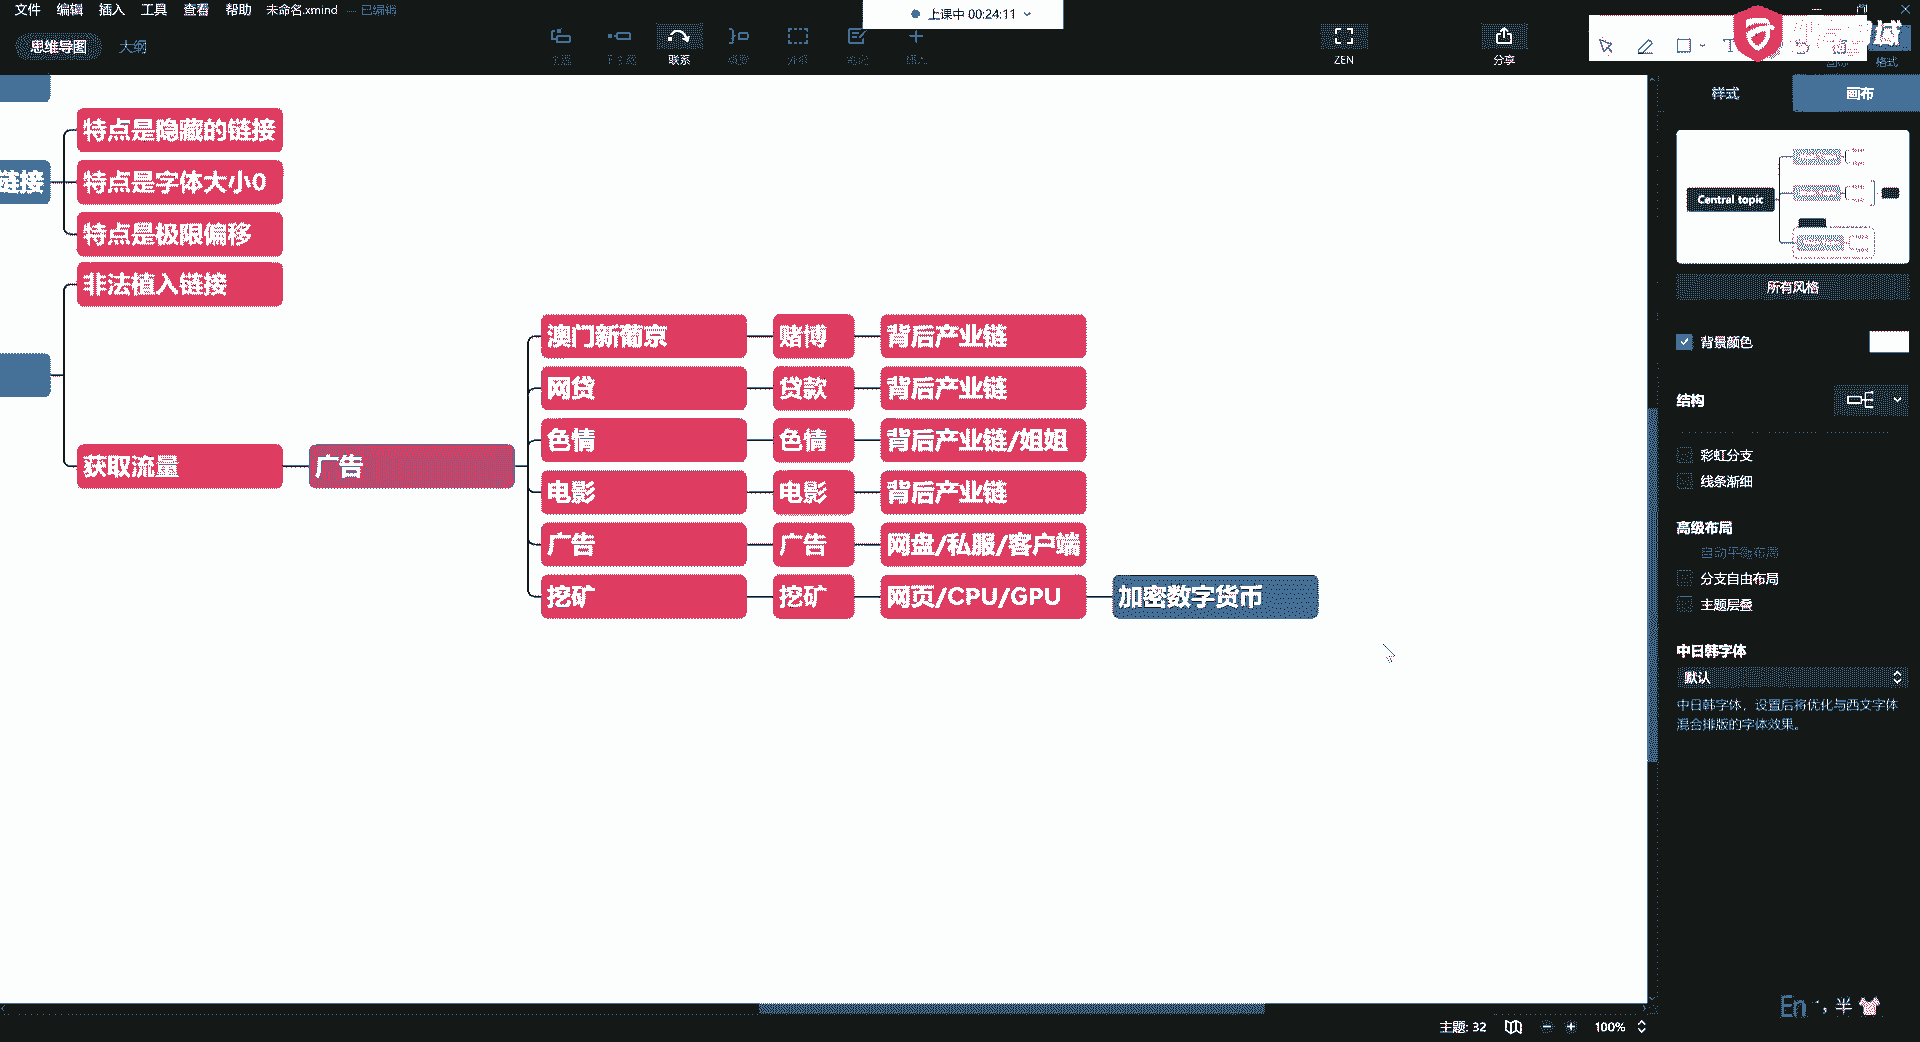 文件 编辑 插入 工具 查看 帮助 未命名.xmind — 已编辑
上课中 00:24:11
思维导图 大纲
联系
ZEN
分享
格式
样式 画布
特点是隐藏的链接
链接
特点是字体大小0
特点是极限偏移
非法植入链接
获取流量
广告
澳门新葡京 赌博 背后产业链
网贷 贷款 背后产业链
色情 色情 背后产业链/姐姐
电影 电影 背后产业链
广告 广告 网盘/私服/客户端
挖矿 挖矿 网页/CPU/GPU 加密数字货币
Central topic
所有风格
背景颜色
结构
彩虹分支
线条渐细
高级布局
自动平衡布局
分支自由布局
主题层叠
中日韩字体
默认
中日韩字体，设置后将优化与西文字体
混合排版的字体效果。
En 半
主题: 32 100%